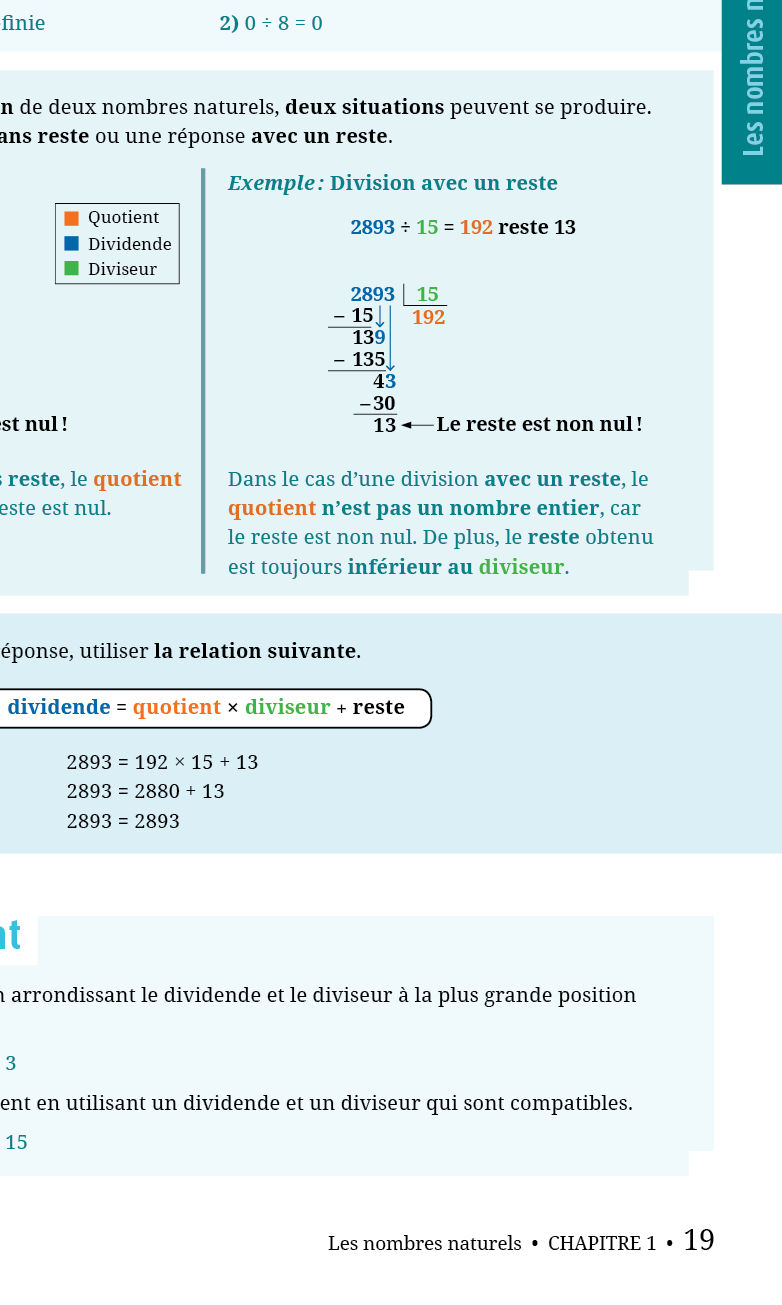 finie
2) 0 ÷ 8 = 0
Les nombres n
n de deux nombres naturels, deux situations peuvent se produire.
ans reste ou une réponse avec un reste.
Quotient
Dividende
Diviseur
est nul !
s reste, le quotient
este est nul.
Exemple : Division avec un reste
2893 ÷ 15 = 192 reste 13
2893 15
– 15 192
139
– 135
43
–30
13 Le reste est non nul !
Dans le cas d’une division avec un reste, le
quotient n’est pas un nombre entier, car
le reste est non nul. De plus, le reste obtenu
est toujours inférieur au diviseur.
éponse, utiliser la relation suivante.
dividende = quotient × diviseur + reste
2893 = 192 × 15 + 13
2893 = 2880 + 13
2893 = 2893
nt
n arrondissant le dividende et le diviseur à la plus grande position
3
ent en utilisant un dividende et un diviseur qui sont compatibles.
15
Les nombres naturels • CHAPITRE 1 • 19